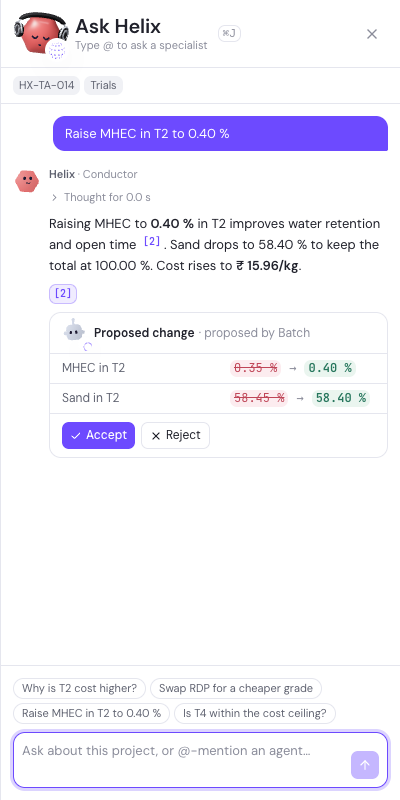 Ask Helix
Type @ to ask a specialist
⌘J
HX-TA-014 Trials
Raise MHEC in T2 to 0.40 %
Helix · Conductor
Thought for 0.0 s
Raising MHEC to 0.40 % in T2 improves water retention
and open time [2] . Sand drops to 58.40 % to keep the
total at 100.00 %. Cost rises to ₹ 15.96/kg.
[2]
Proposed change · proposed by Batch
MHEC in T2 0.35 % → 0.40 %
Sand in T2 58.45 % → 58.40 %
Accept Reject
Why is T2 cost higher? Swap RDP for a cheaper grade
Raise MHEC in T2 to 0.40 % Is T4 within the cost ceiling?
Ask about this project, or @-mention an agent…